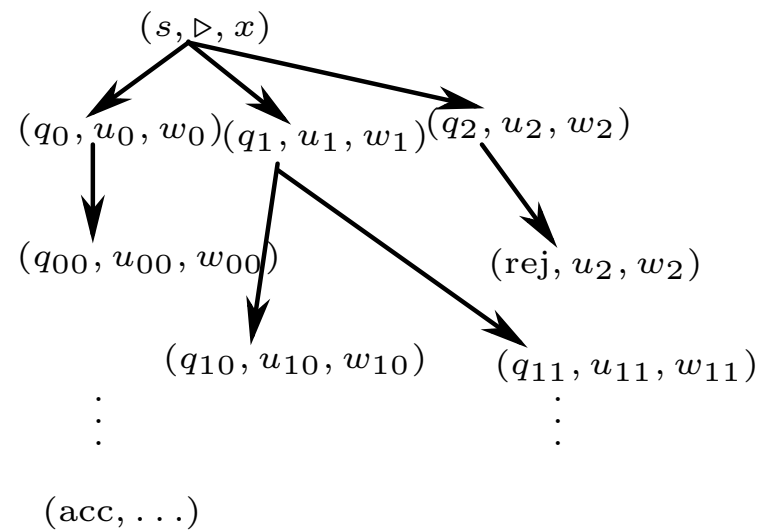 (s, ▷, x)
(q₀, u₀, w₀) (q₁, u₁, w₁) (q₂, u₂, w₂)
(q₀₀, u₀₀, w₀₀) (rej, u₂, w₂)
(q₁₀, u₁₀, w₁₀) (q₁₁, u₁₁, w₁₁)
⋮ ⋮
(acc, . . .)